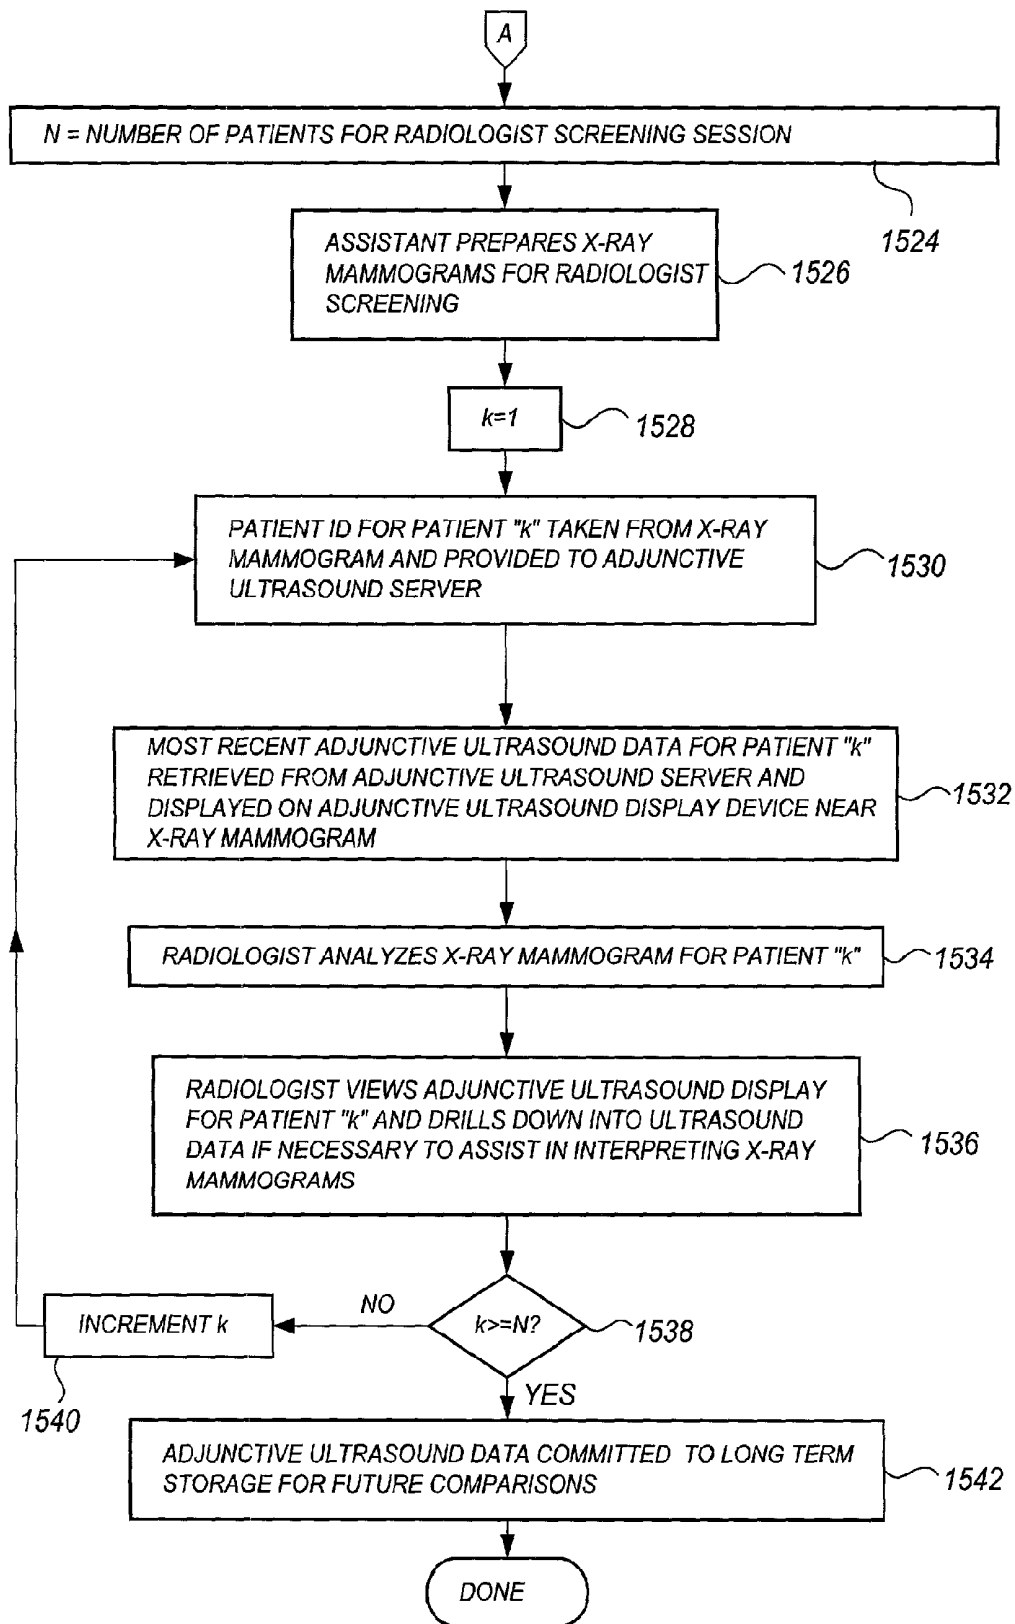 A
N = NUMBER OF PATIENTS FOR RADIOLOGIST SCREENING SESSION
1524
ASSISTANT PREPARES X-RAY
MAMMOGRAMS FOR RADIOLOGIST
SCREENING
1526
k=1
1528
PATIENT ID FOR PATIENT "k" TAKEN FROM X-RAY
MAMMOGRAM AND PROVIDED TO ADJUNCTIVE
ULTRASOUND SERVER
1530
MOST RECENT ADJUNCTIVE ULTRASOUND DATA FOR PATIENT "k"
RETRIEVED FROM ADJUNCTIVE ULTRASOUND SERVER AND
DISPLAYED ON ADJUNCTIVE ULTRASOUND DISPLAY DEVICE NEAR
X-RAY MAMMOGRAM
1532
RADIOLOGIST ANALYZES X-RAY MAMMOGRAM FOR PATIENT "k"
1534
RADIOLOGIST VIEWS ADJUNCTIVE ULTRASOUND DISPLAY
FOR PATIENT "k" AND DRILLS DOWN INTO ULTRASOUND
DATA IF NECESSARY TO ASSIST IN INTERPRETING X-RAY
MAMMOGRAMS
1536
k>=N?
1538
NO
INCREMENT k
1540
YES
ADJUNCTIVE ULTRASOUND DATA COMMITTED TO LONG TERM
STORAGE FOR FUTURE COMPARISONS
1542
DONE